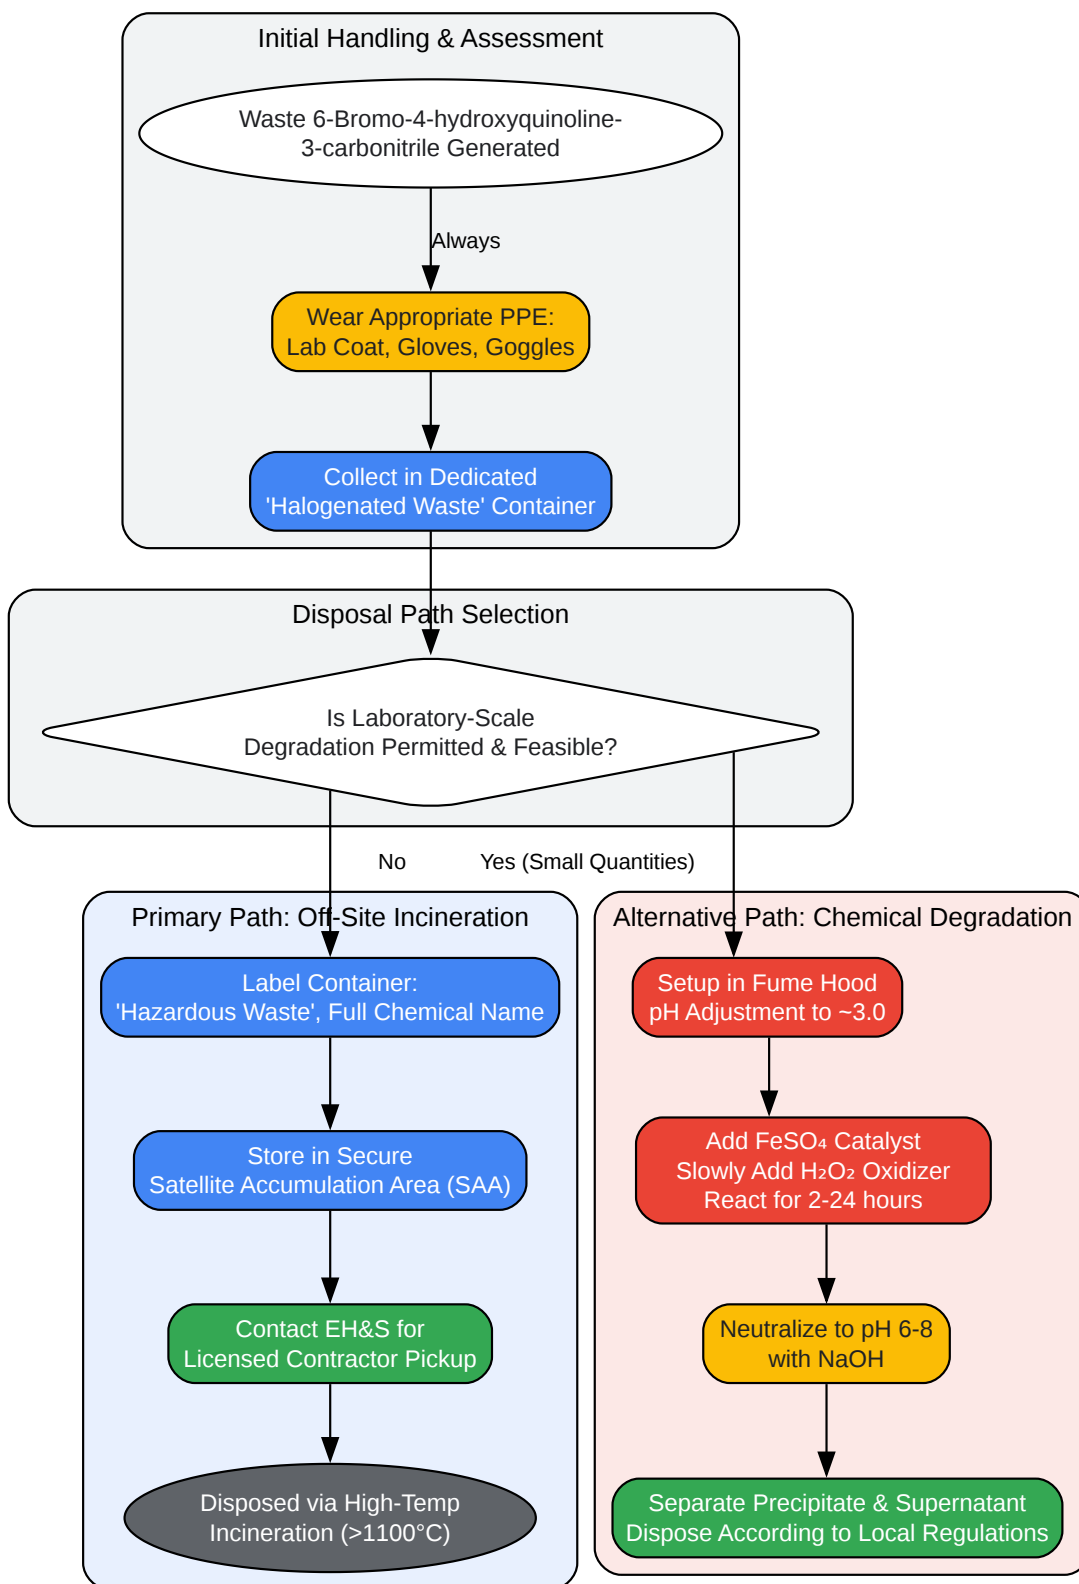 Initial Handling & Assessment
Waste 6-Bromo-4-hydroxyquinoline-
3-carbonitrile Generated
Always
Wear Appropriate PPE:
Lab Coat, Gloves, Goggles
Collect in Dedicated
'Halogenated Waste' Container
Disposal Path Selection
Is Laboratory-Scale
Degradation Permitted & Feasible?
No
Yes (Small Quantities)
Primary Path: Off-Site Incineration
Label Container:
'Hazardous Waste', Full Chemical Name
Store in Secure
Satellite Accumulation Area (SAA)
Contact EH&S for
Licensed Contractor Pickup
Disposed via High-Temp
Incineration (>1100°C)
Alternative Path: Chemical Degradation
Setup in Fume Hood
pH Adjustment to ~3.0
Add FeSO₄ Catalyst
Slowly Add H₂O₂ Oxidizer
React for 2-24 hours
Neutralize to pH 6-8
with NaOH
Separate Precipitate & Supernatant
Dispose According to Local Regulations